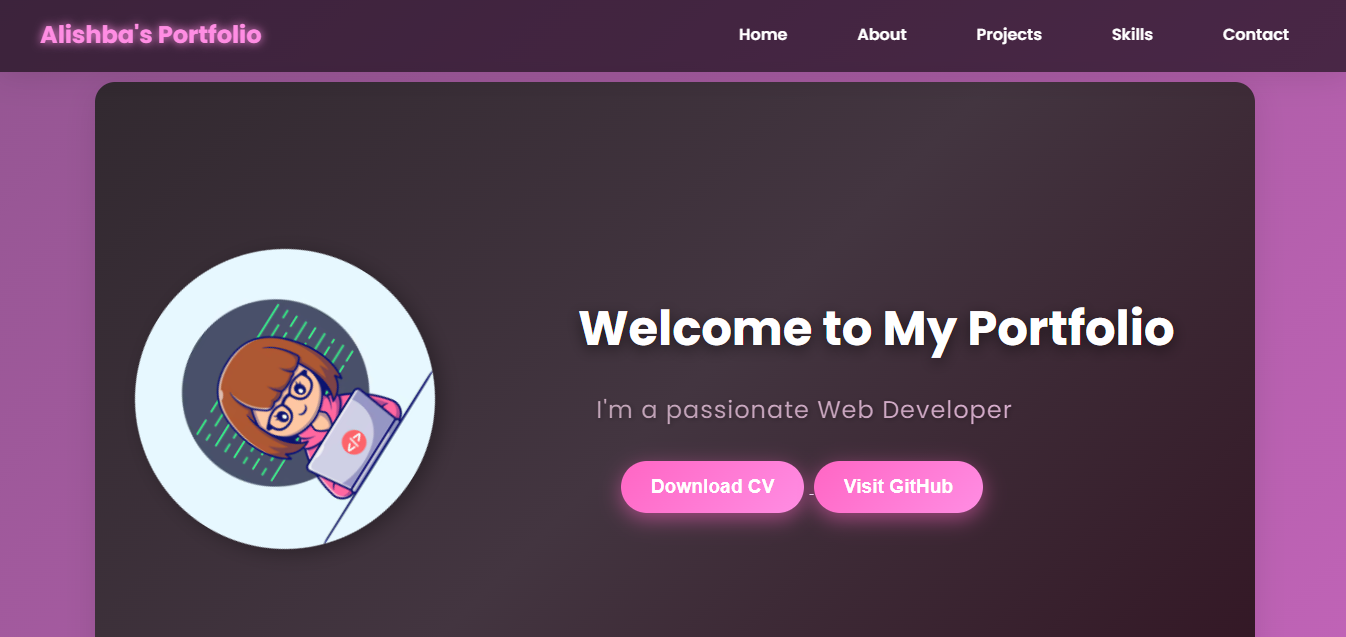 Alishba's Portfolio
Home About Projects Skills Contact
Welcome to My Portfolio
I'm a passionate Web Developer
Download CV Visit GitHub